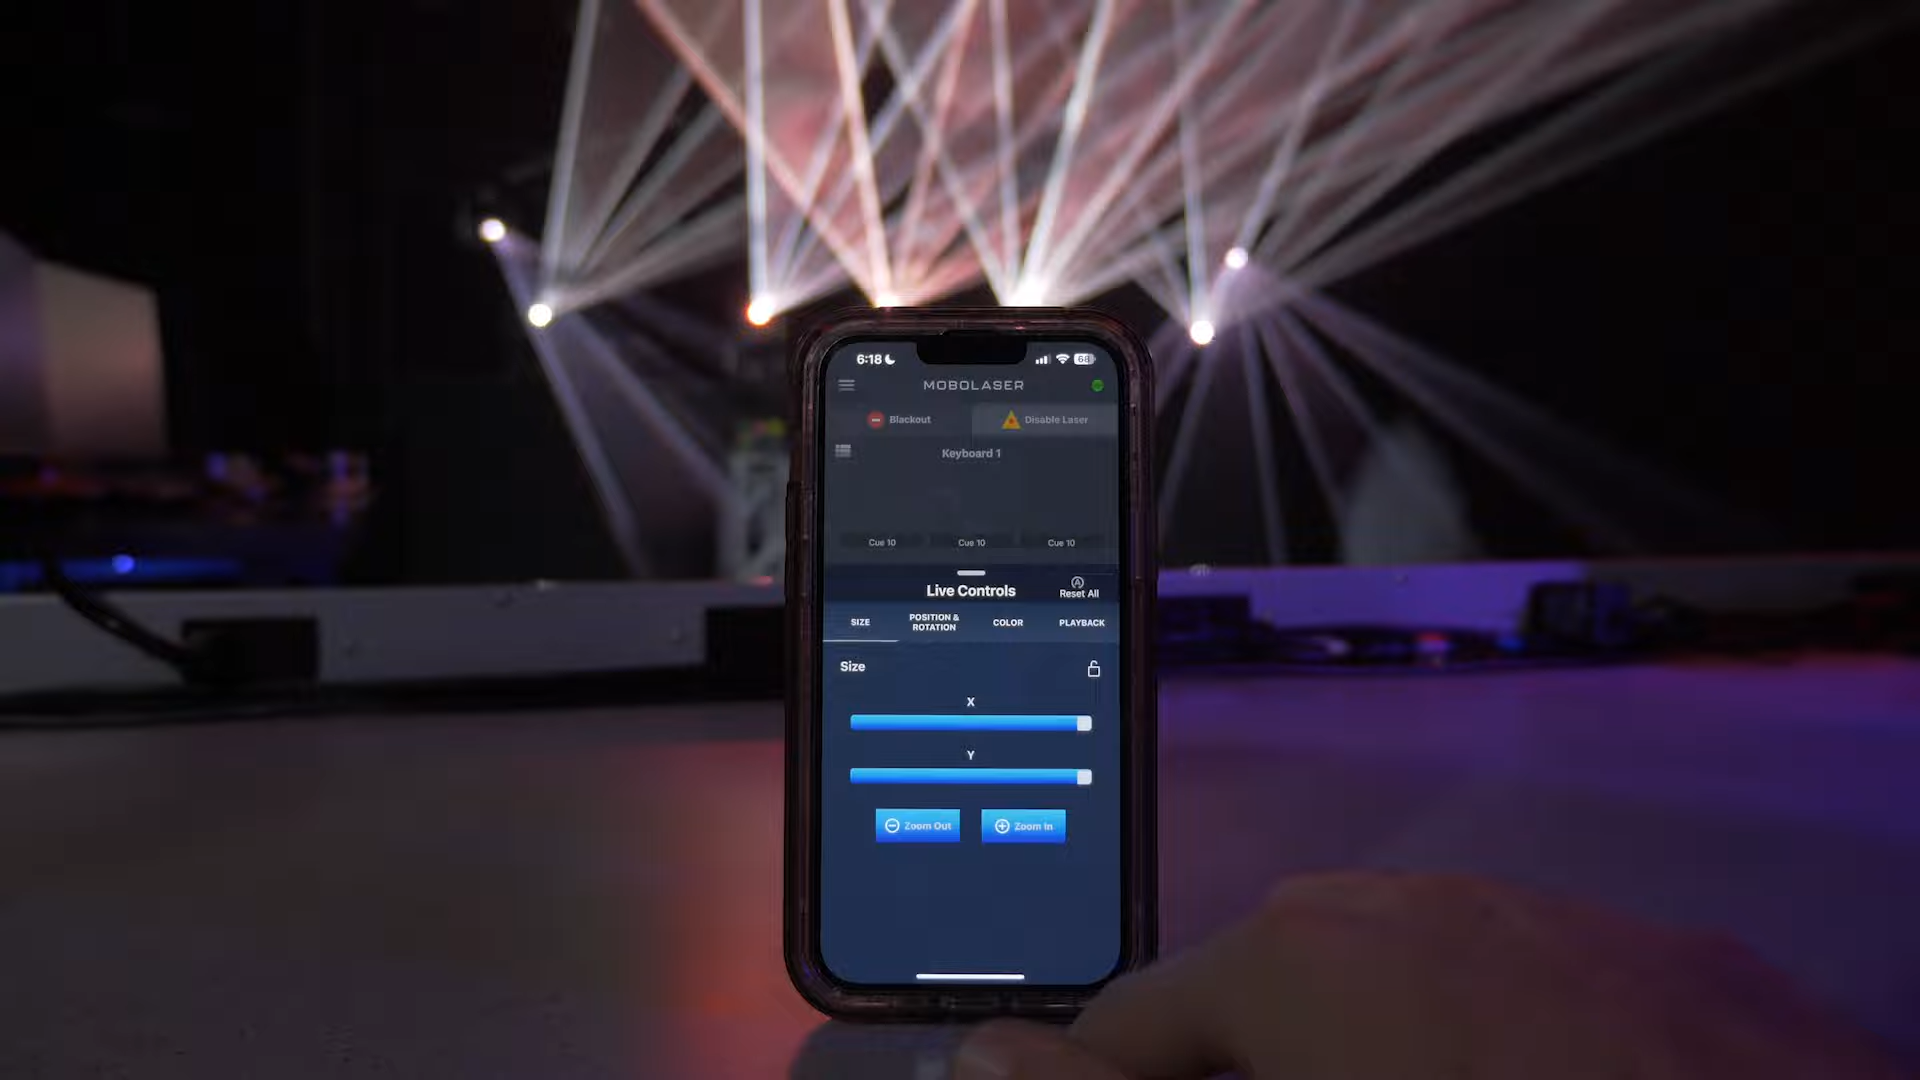 6:18
68
MOBOLASER
Blackout
Disable Laser
Keyboard 1
Cue 10
Cue 10
Cue 10
Live Controls
Reset All
SIZE
POSITION &
ROTATION
COLOR
PLAYBACK
Size
X
Y
Zoom Out
Zoom In